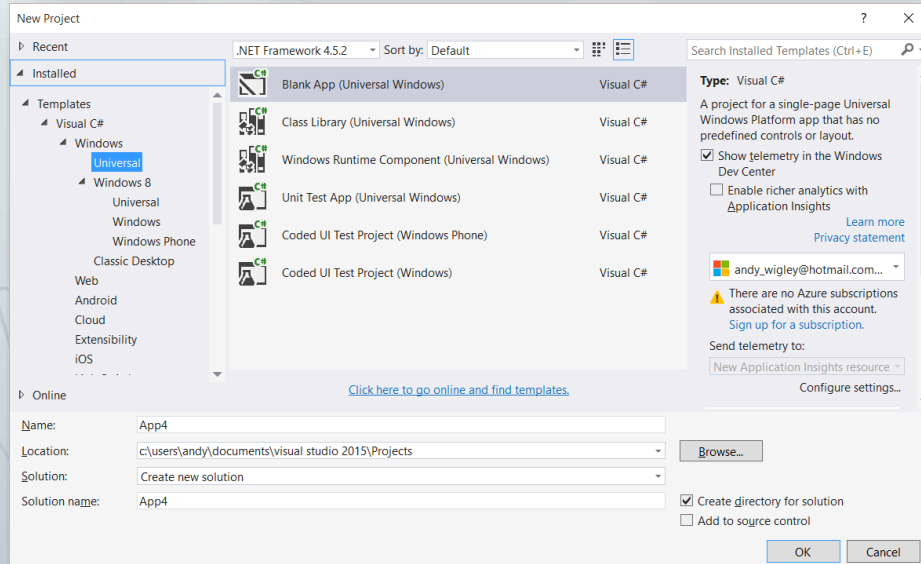 New Project
? ×
Recent
.NET Framework 4.5.2
Sort by: Default
Search Installed Templates (Ctrl+E)
Installed
Templates
Visual C#
Windows
Universal
Windows 8
Universal
Windows
Windows Phone
Classic Desktop
Web
Android
Cloud
Extensibility
iOS
Online
C# Blank App (Universal Windows) Visual C#
C# Class Library (Universal Windows) Visual C#
C# Windows Runtime Component (Universal Windows) Visual C#
C# Unit Test App (Universal Windows) Visual C#
C# Coded UI Test Project (Windows Phone) Visual C#
C# Coded UI Test Project (Windows) Visual C#
Click here to go online and find templates.
Type: Visual C#
A project for a single-page Universal
Windows Platform app that has no
predefined controls or layout.
Show telemetry in the Windows
Dev Center
Enable richer analytics with
Application Insights
Learn more
Privacy statement
andy_wigley@hotmail.com...
There are no Azure subscriptions
associated with this account.
Sign up for a subscription.
Send telemetry to:
New Application Insights resource
Configure settings...
Name: App4
Location: c:\users\andy\documents\visual studio 2015\Projects
Browse...
Solution: Create new solution
Solution name: App4
Create directory for solution
Add to source control
OK Cancel